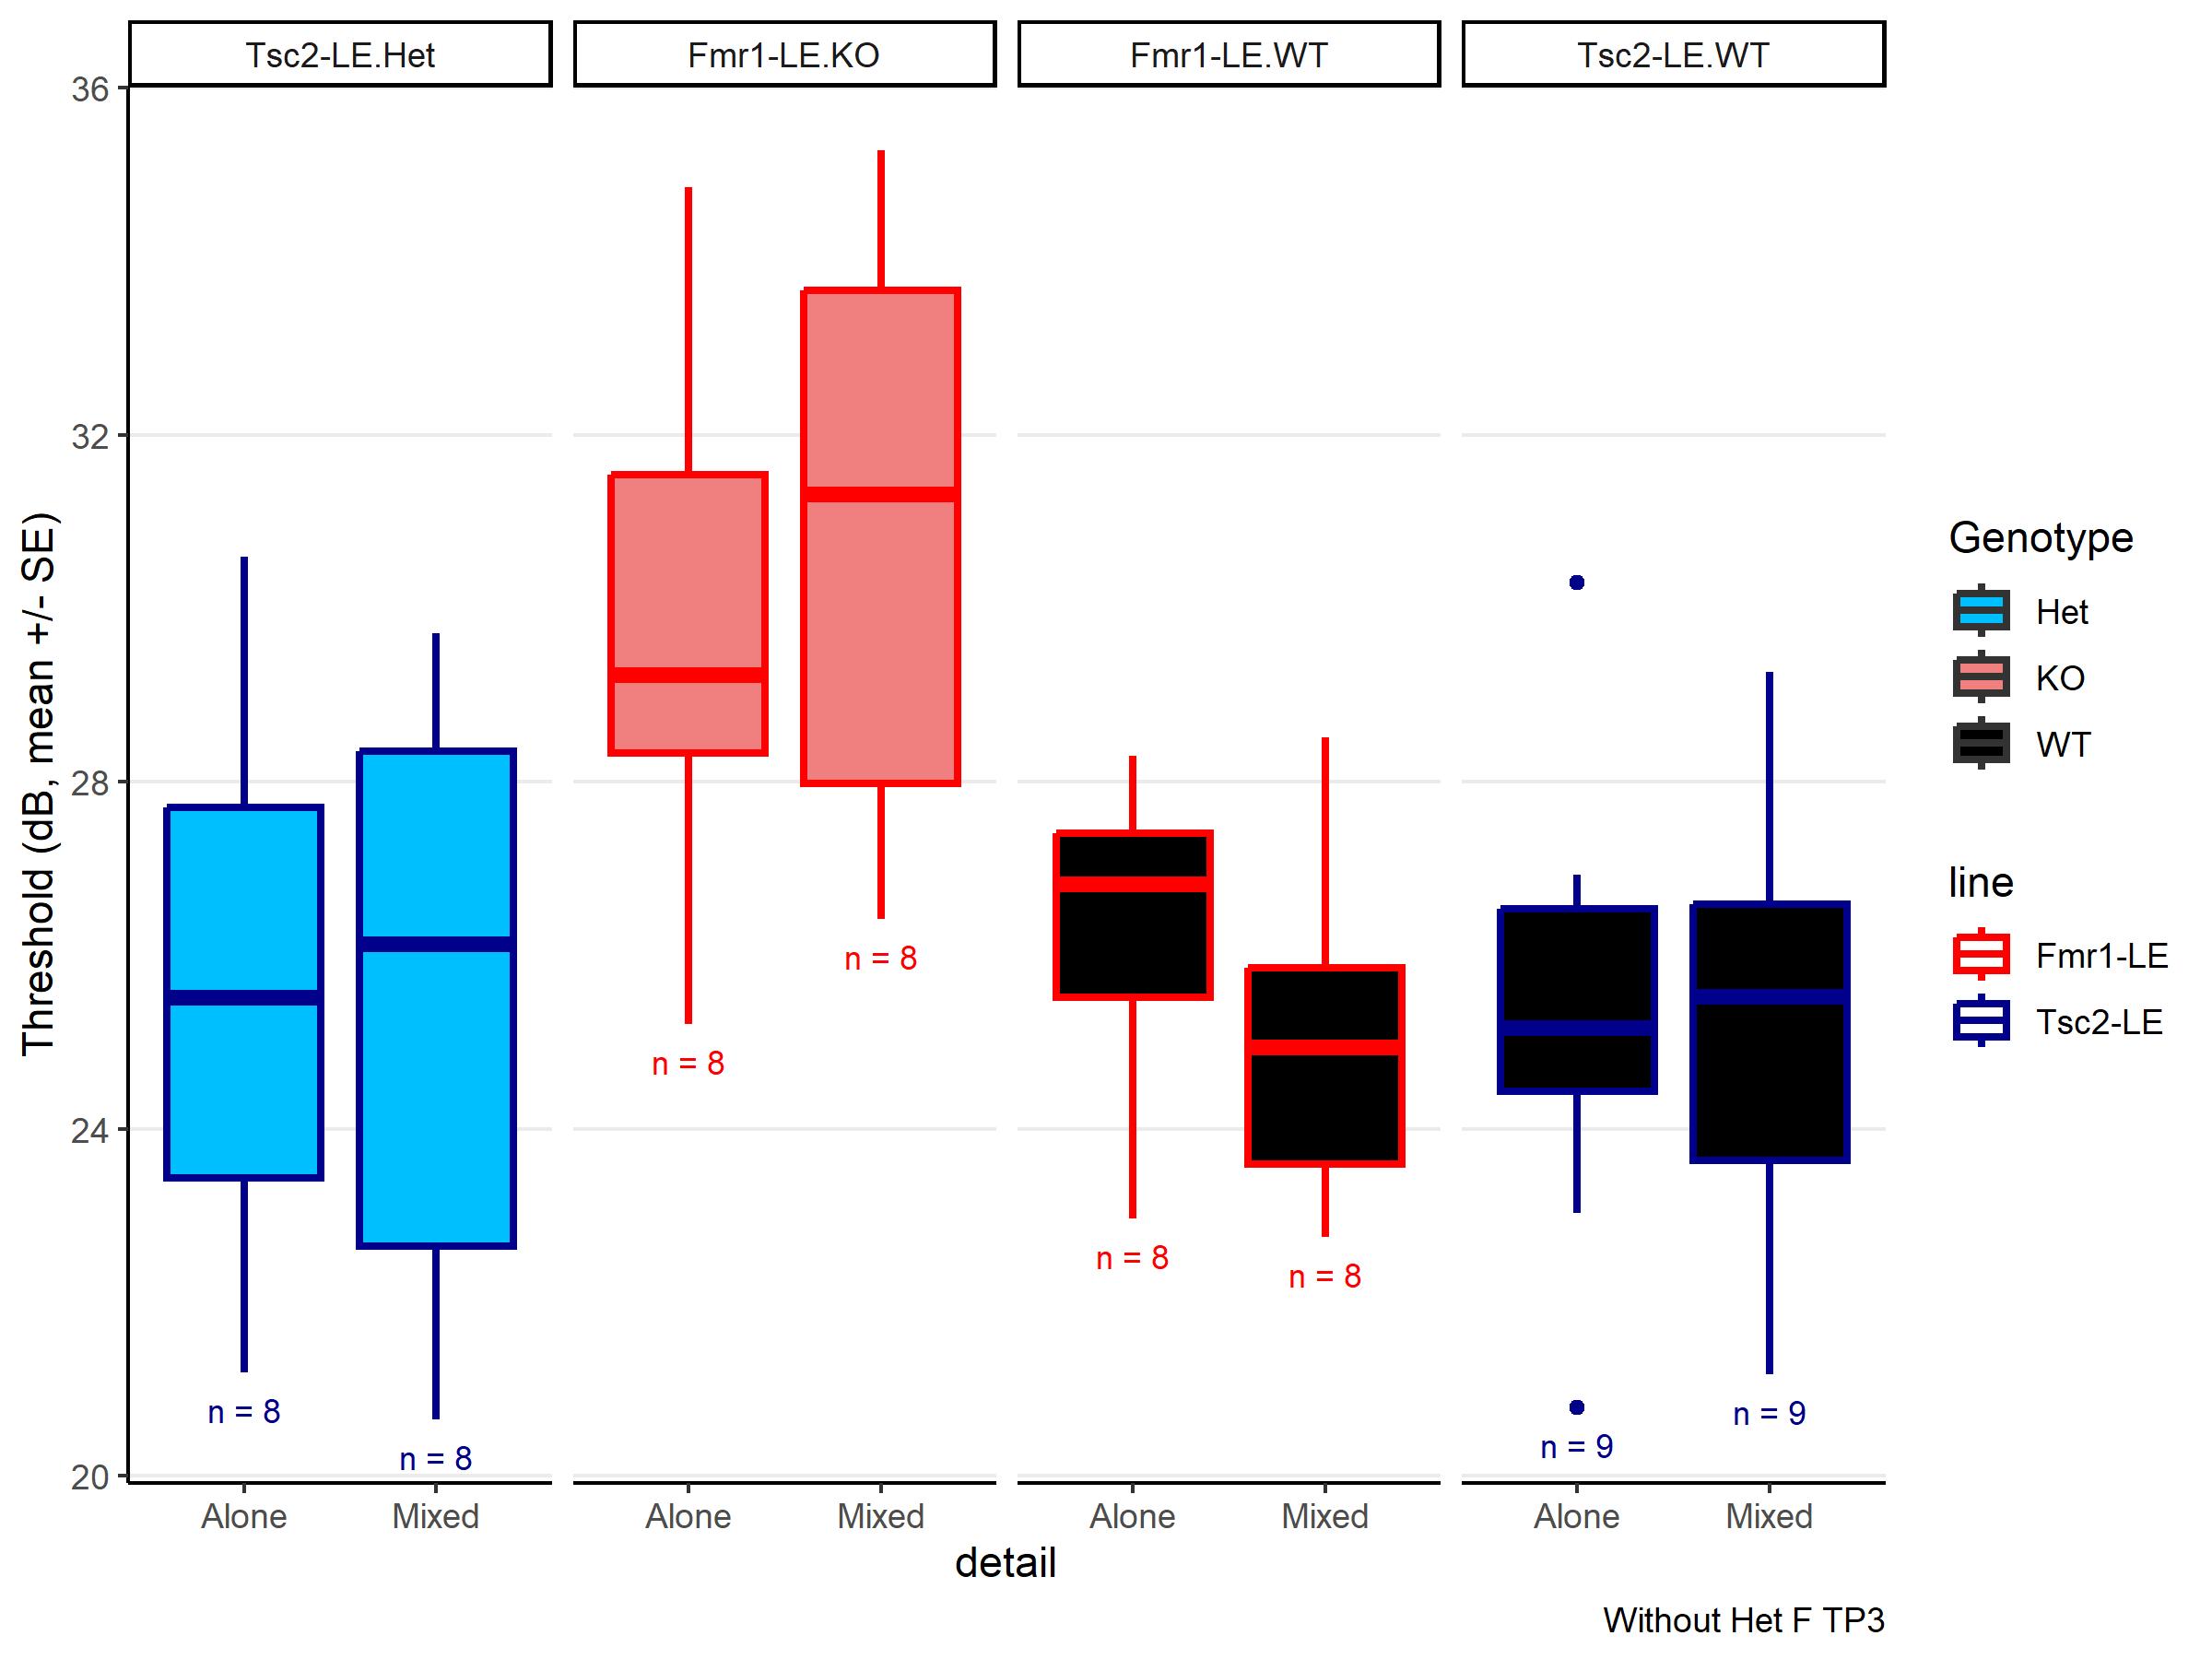 Tsc2-LE.Het
Fmr1-LE.KO
Fmr1-LE.WT
Tsc2-LE.WT
36
32
28
24
20
Threshold (dB, mean +/- SE)
n = 8
n = 8
n = 8
n = 8
n = 8
n = 8
n = 9
n = 9
Alone
Mixed
Alone
Mixed
Alone
Mixed
Alone
Mixed
detail
Genotype
Het
KO
WT
line
Fmr1-LE
Tsc2-LE
Without Het F TP3